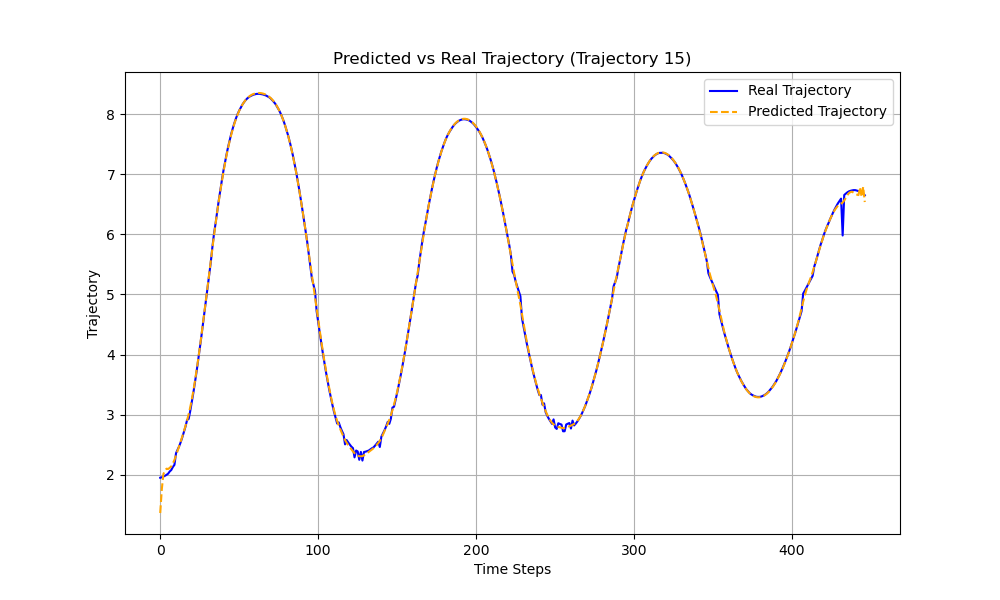 Predicted vs Real Trajectory (Trajectory 15)
Real Trajectory
Predicted Trajectory
8
7
6
5
4
3
2
Trajectory
0 100 200 300 400
Time Steps